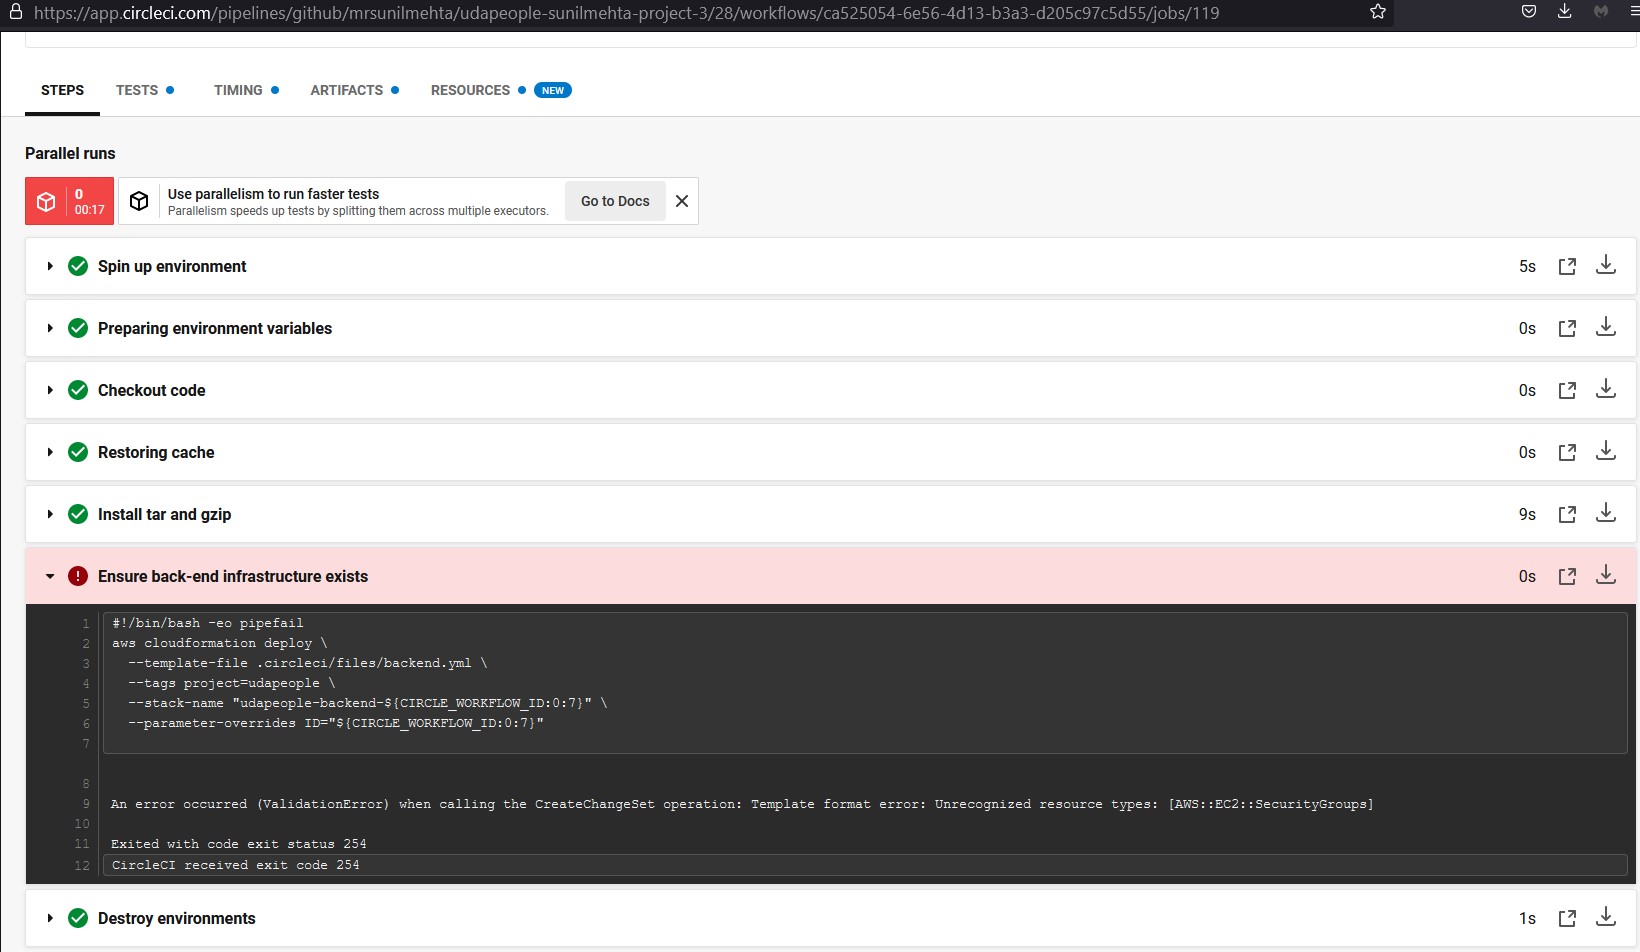 https://app.circleci.com/pipelines/github/mrsunilmehta/udapeople-sunilmehta-project-3/28/workflows/ca525054-6e56-4d13-b3a3-d205c97c5d55/jobs/119
STEPS TESTS TIMING ARTIFACTS RESOURCES NEW
Parallel runs
0
00:17
Use parallelism to run faster tests
Parallelism speeds up tests by splitting them across multiple executors.
Go to Docs
Spin up environment 5s
Preparing environment variables 0s
Checkout code 0s
Restoring cache 0s
Install tar and gzip 9s
Ensure back-end infrastructure exists 0s
1 #!/bin/bash -eo pipefail
2 aws cloudformation deploy \
3 --template-file .circleci/files/backend.yml \
4 --tags project=udapeople \
5 --stack-name "udapeople-backend-${CIRCLE_WORKFLOW_ID:0:7}" \
6 --parameter-overrides ID="${CIRCLE_WORKFLOW_ID:0:7}"
7
8
9 An error occurred (ValidationError) when calling the CreateChangeSet operation: Template format error: Unrecognized resource types: [AWS::EC2::SecurityGroups]
10
11 Exited with code exit status 254
12 CircleCI received exit code 254
Destroy environments 1s